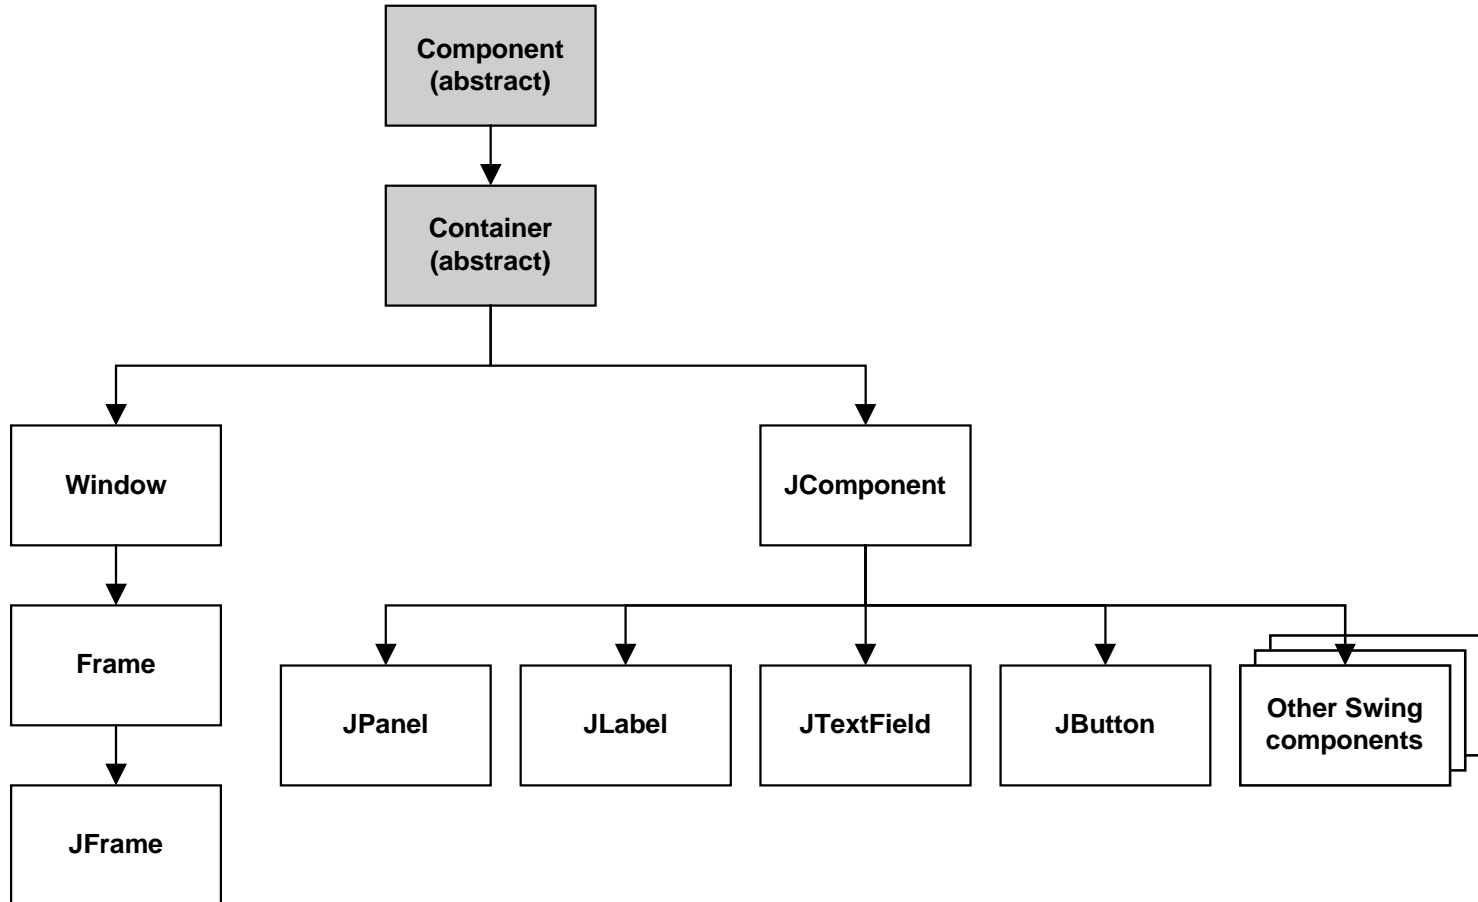 Component
(abstract)
Container
(abstract)
Window
JComponent
Frame
JPanel
JLabel
JTextField
JButton
Other Swing
components
JFrame